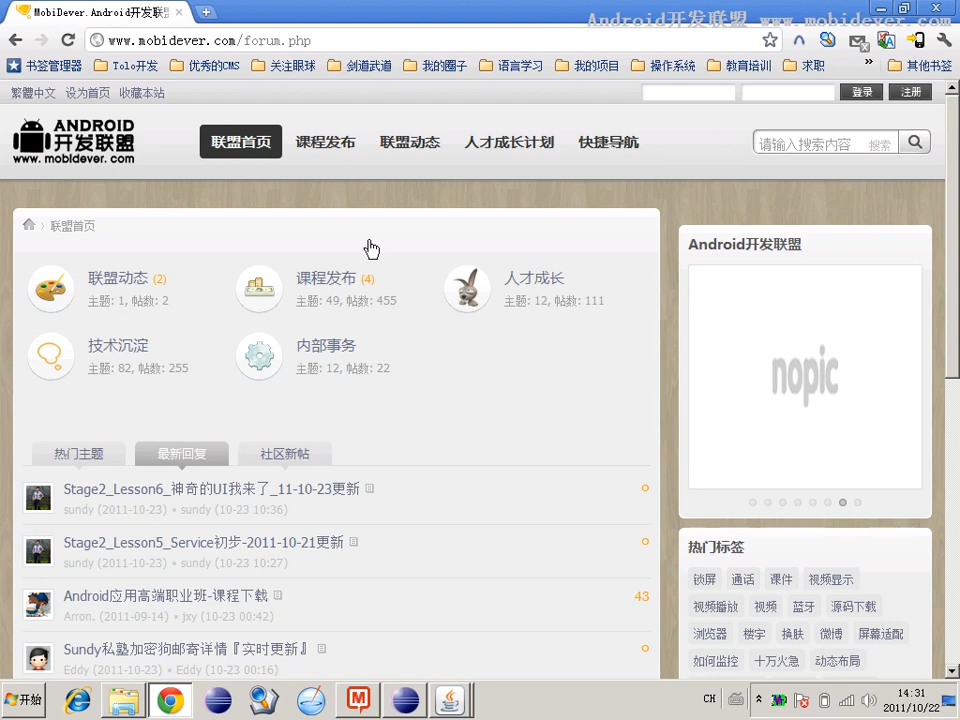 MobiDever.Android开发联
Android开发联盟 www.mobidever.com
www.mobidever.com/forum.php
书签管理器 Tolo开发 优秀的CMS 关注眼球 剑道武道 我的圈子 语言学习 我的项目 操作系统 教育培训 求职 » 其他书签
繁體中文 设为首页 收藏本站 登录 注册
ANDROID
开发联盟
www.mobidever.com
联盟首页 课程发布 联盟动态 人才成长计划 快捷导航
请输入搜索内容 搜索
联盟首页
联盟动态 (2)
主题: 1, 帖数: 2
课程发布 (4)
主题: 49, 帖数: 455
人才成长
主题: 12, 帖数: 111
技术沉淀
主题: 82, 帖数: 255
内部事务
主题: 12, 帖数: 22
热门主题 最新回复 社区新帖
Stage2_Lesson6_神奇的UI我来了_11-10-23更新
sundy (2011-10-23) • sundy (10-23 10:36)
0
Stage2_Lesson5_Service初步-2011-10-21更新
sundy (2011-10-23) • sundy (10-23 10:27)
0
Android应用高端职业班-课程下载
Arron. (2011-09-14) • jxy (10-23 00:42)
43
Sundy私塾加密狗邮寄详情『实时更新』
Eddy (2011-10-23) • Eddy (10-23 00:16)
0
Android开发联盟
nopic
热门标签
锁屏 通话 课件 视频显示
视频播放 视频 蓝牙 源码下载
浏览器 楼宇 换肤 微博 屏幕适配
如何监控 十万火急 动态布局
开始
CH
14:31
2011/10/22